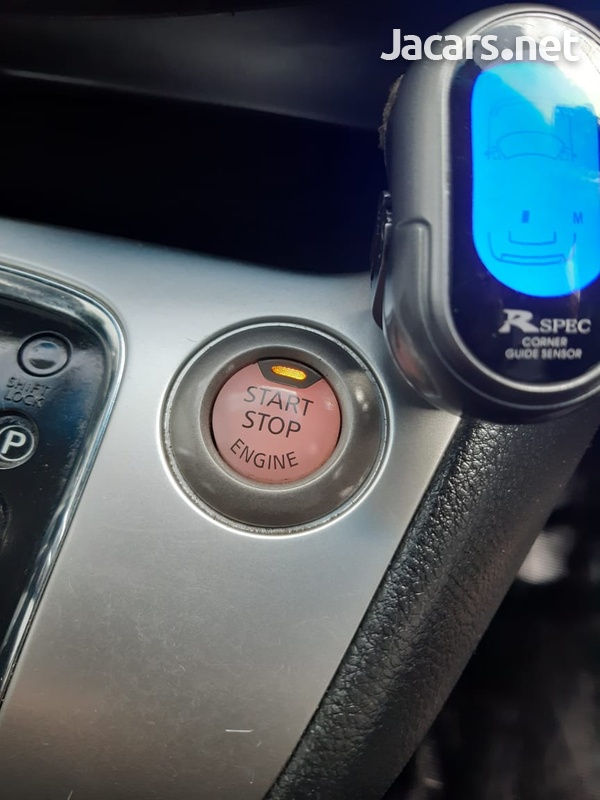 Jacars.net
M
R SPEC
CORNER
GUIDE SENSOR
START
STOP
ENGINE
SHIFT
LOCK
P